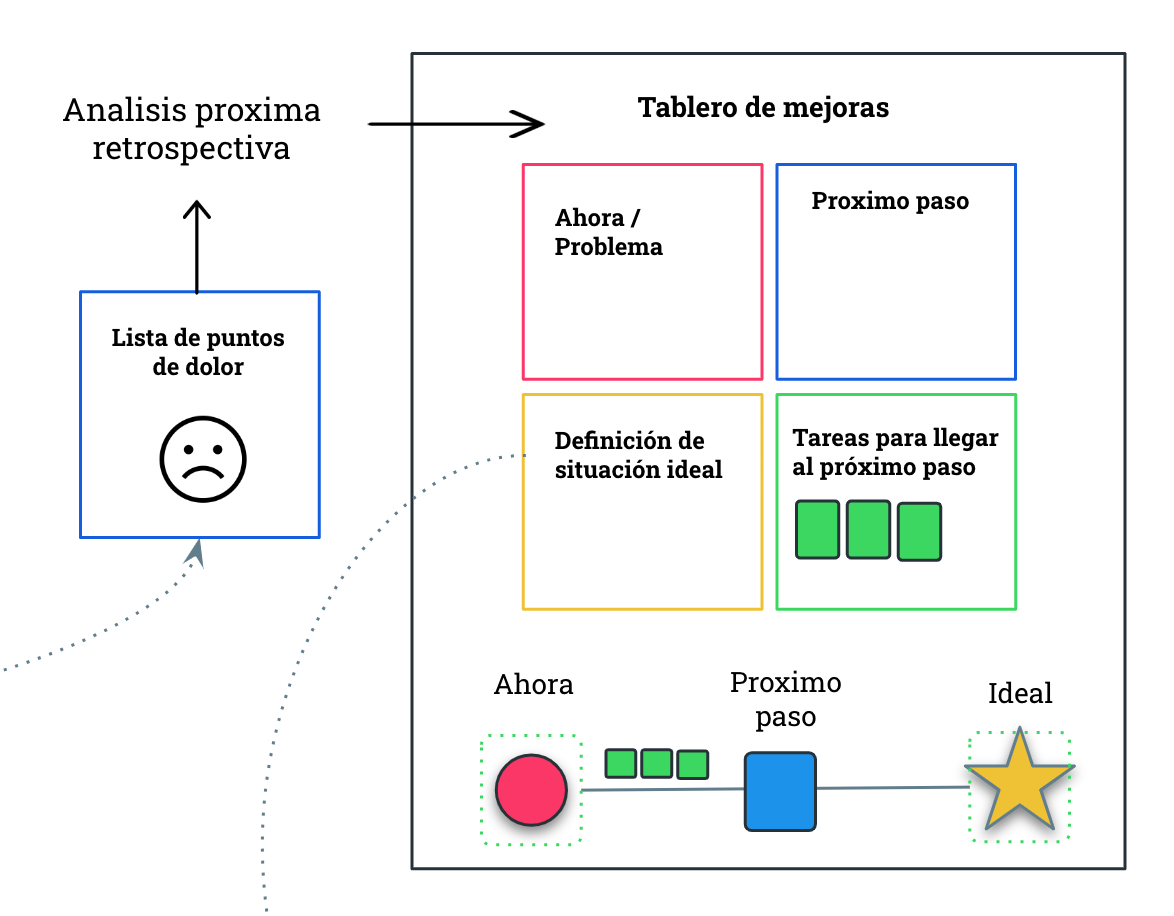 Analisis proxima
retrospectiva
Tablero de mejoras
Ahora /
Problema
Proximo paso
Lista de puntos
de dolor
Definición de
situación ideal
Tareas para llegar
al próximo paso
Ahora
Proximo
paso
Ideal